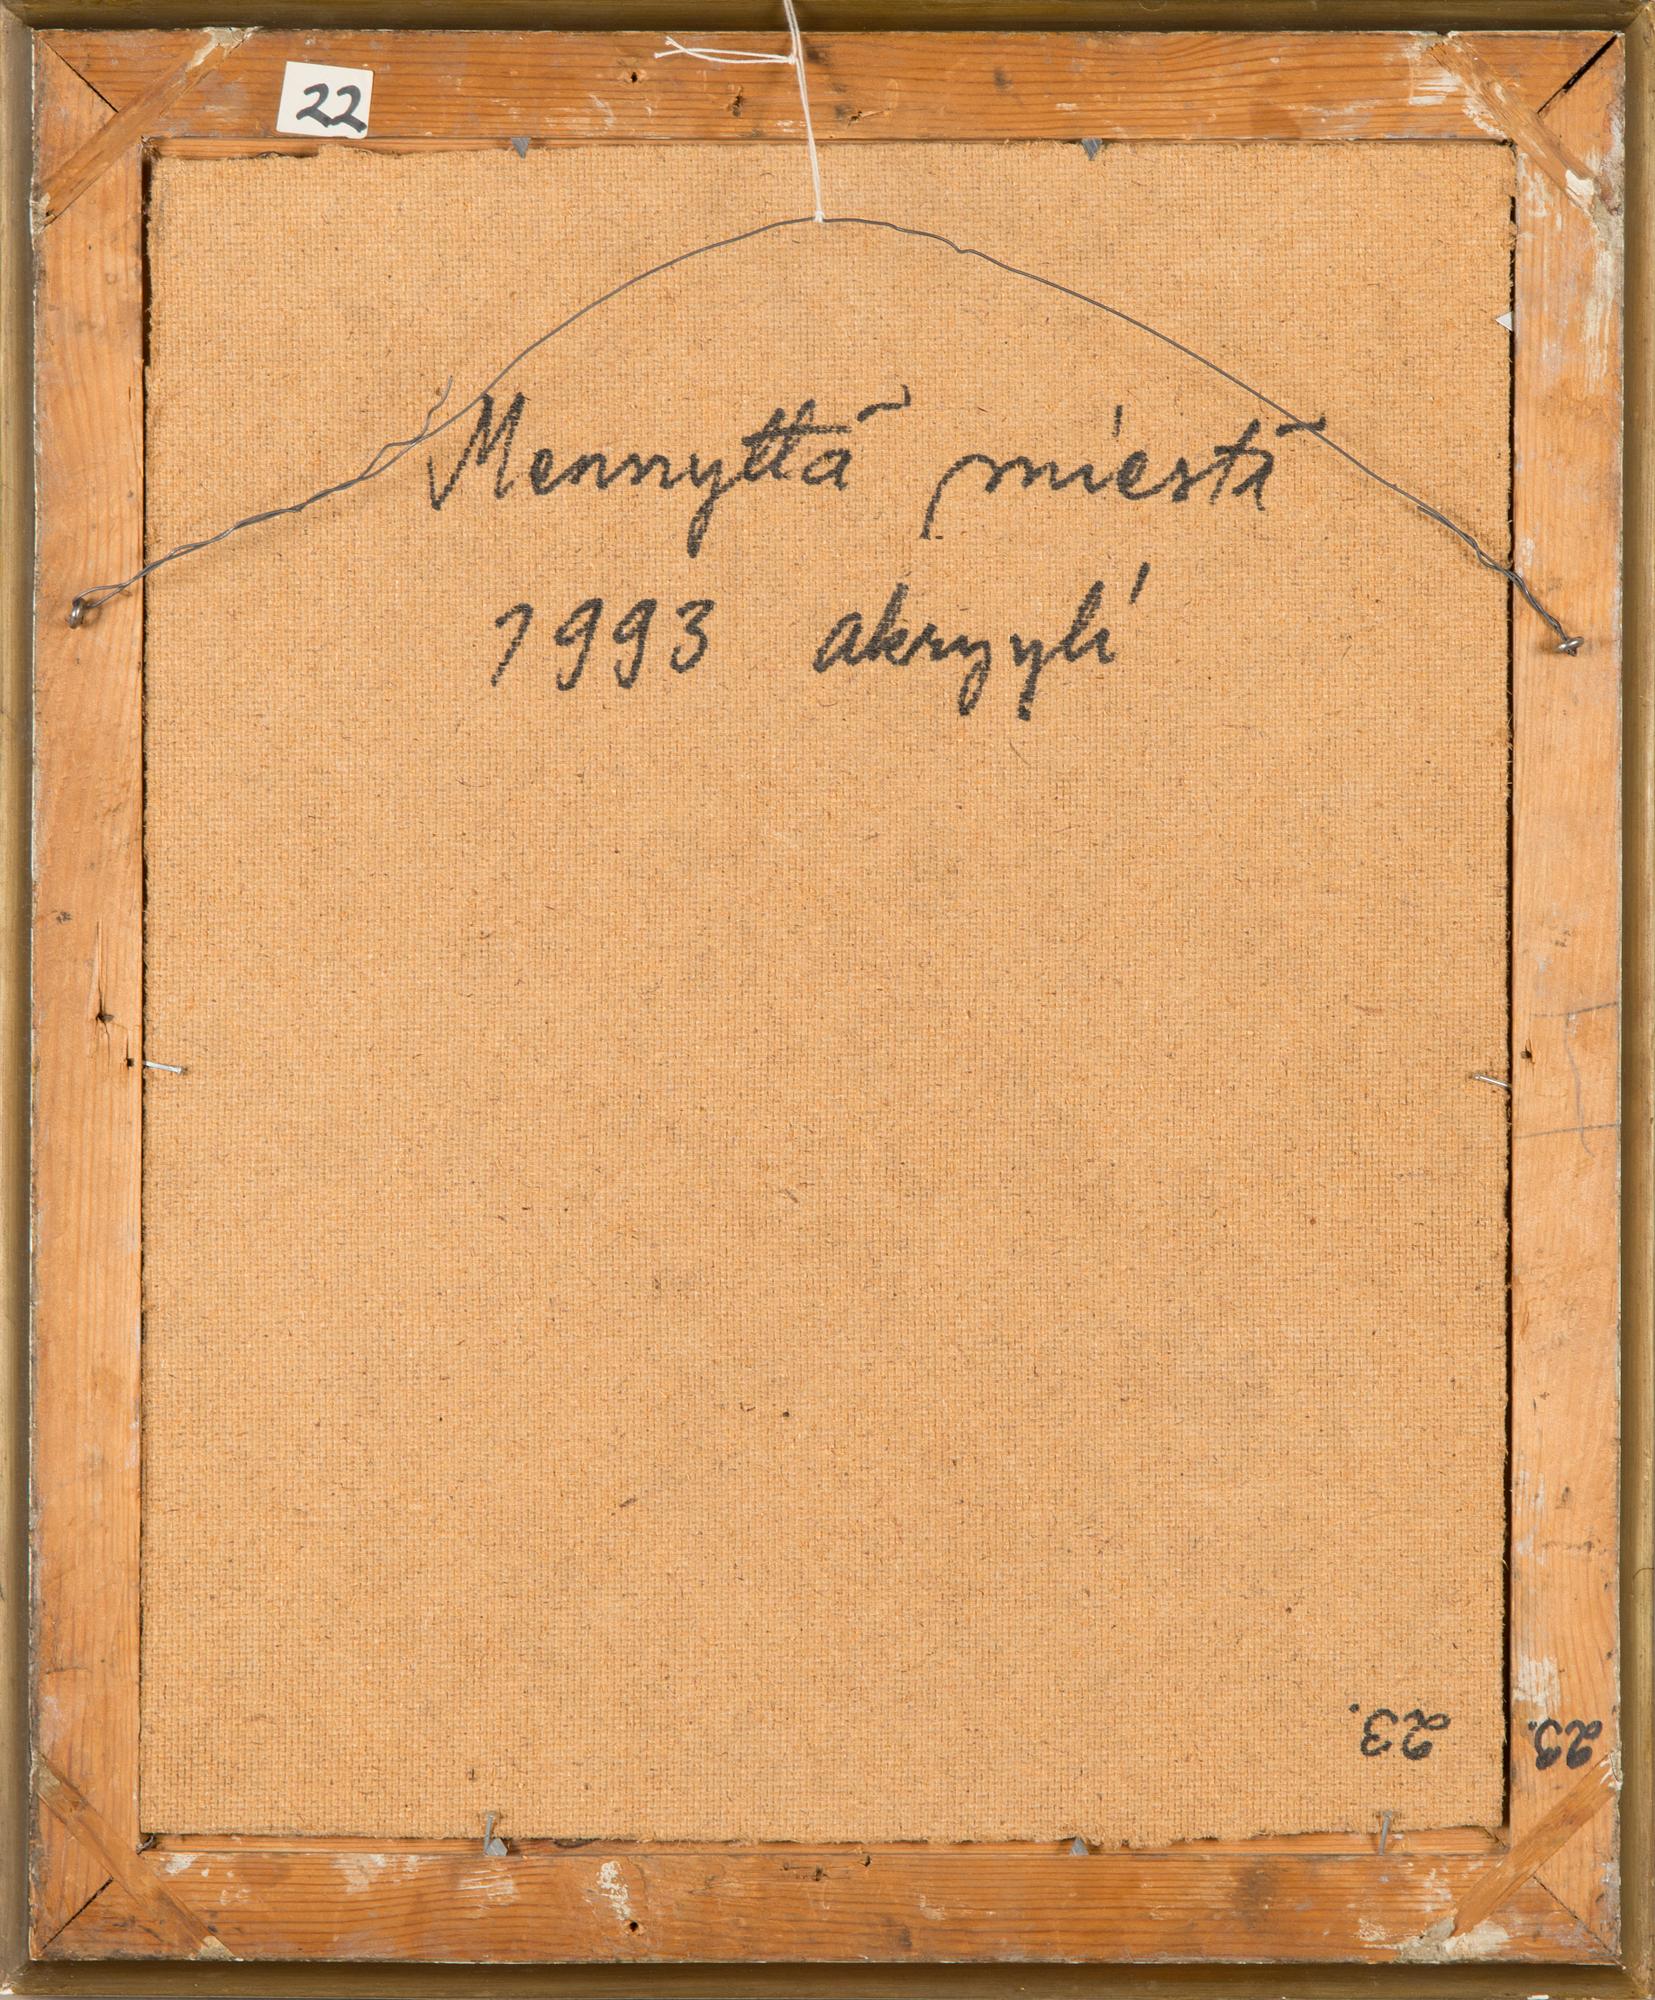 22
Mennyttä miestä
1993 akryyli
23.
23.